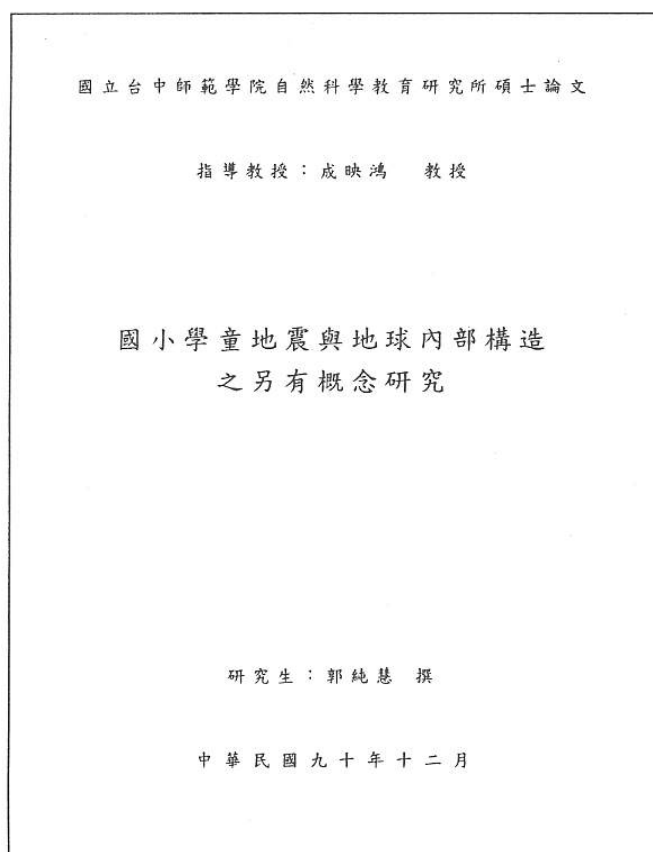 國立台中師範學院自然科學教育研究所碩士論文
指導教授：成映鴻　教授
國小學童地震與地球內部構造
之另有概念研究
研究生：郭純慧　撰
中華民國九十年十二月